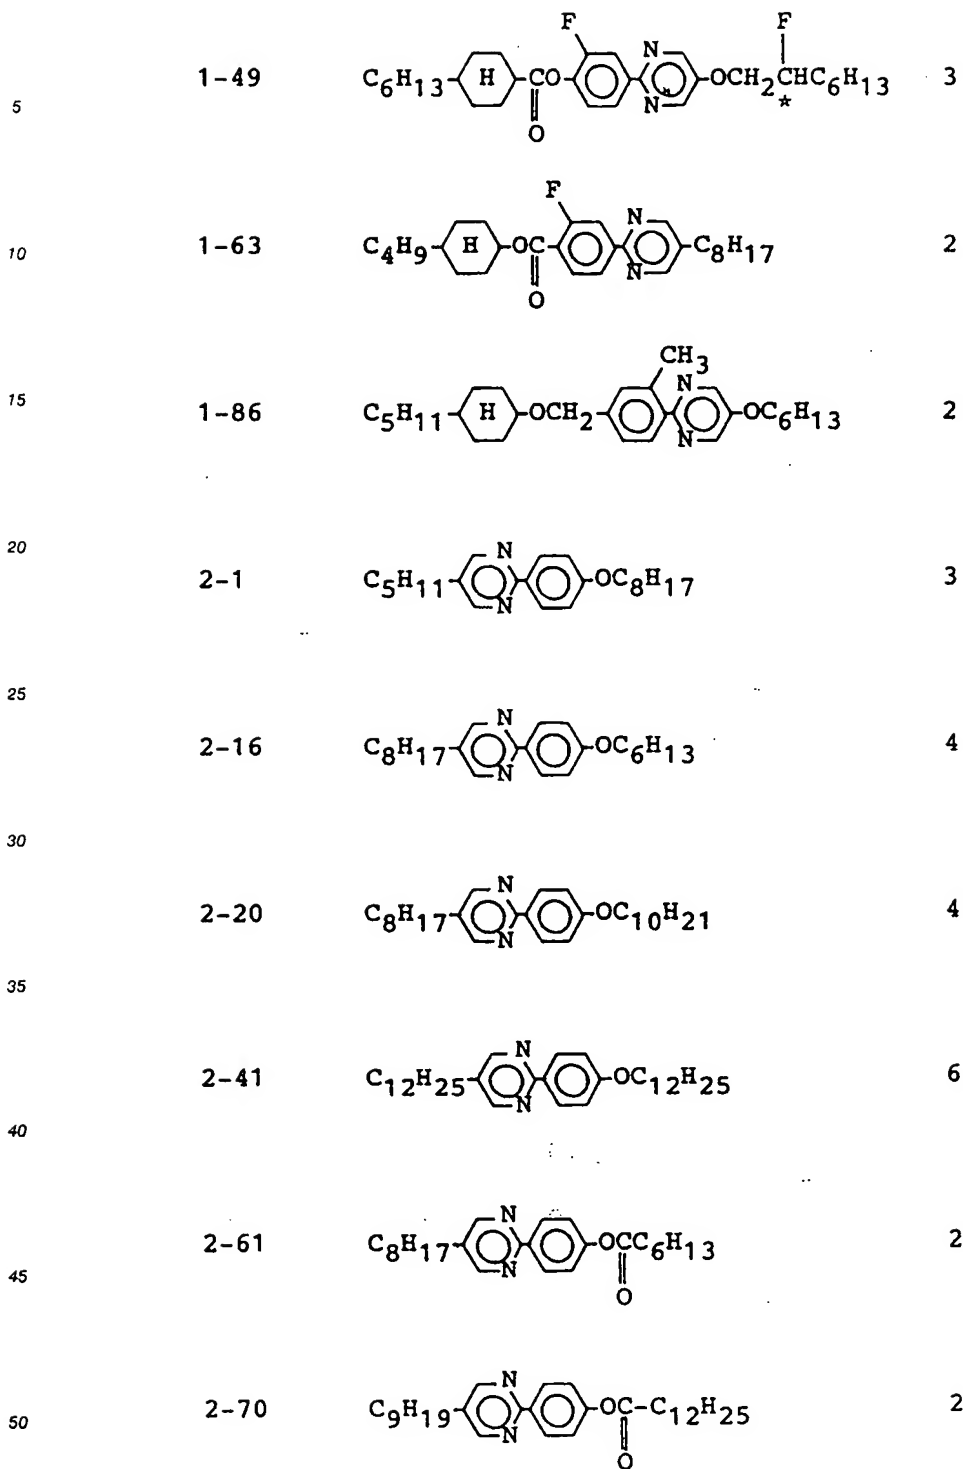 F F
1-49 C6H13 H CO N N OCH2CHC6H13 3
5 * O
F
10 1-63 C4H9 H OC N N C8H17 2
O
CH3
15 1-86 C5H11 H OCH2 N N OC6H13 2
20 2-1 C5H11 N N OC8H17 3
25 2-16 C8H17 N N OC6H13 4
30 2-20 C8H17 N N OC10H21 4
35
2-41 C12H25 N N OC12H25 6
40
2-61 C8H17 N N OCC6H13 2
45 O
50 2-70 C9H19 N N OC-C12H25 2
O